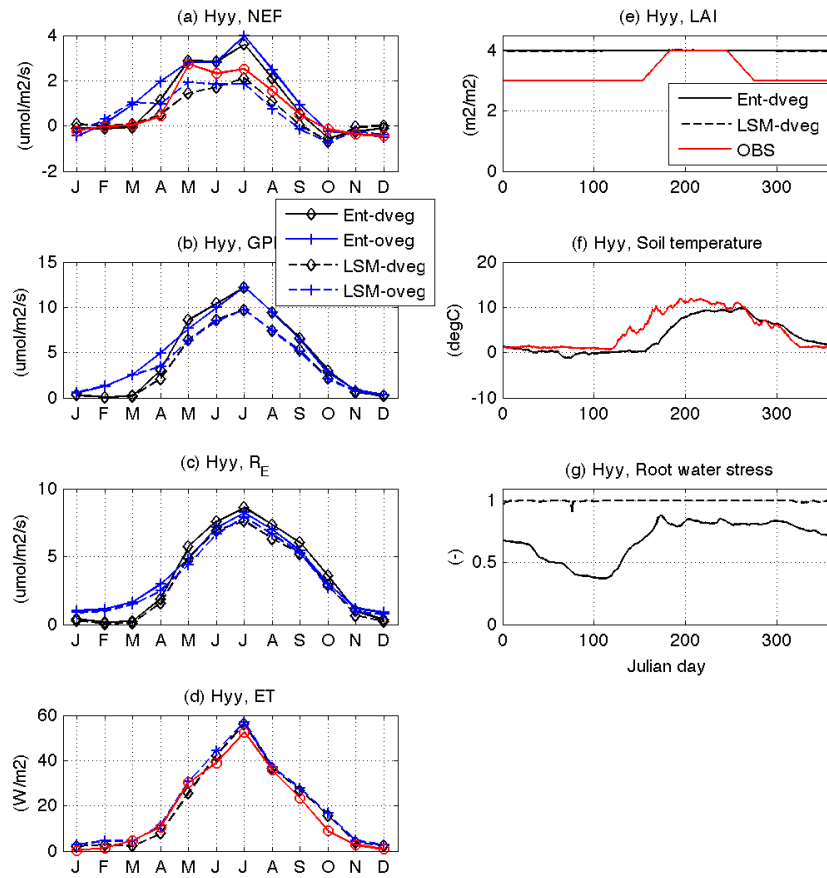 (a) Hyy, NEF
4
2
0
-2
(umol/m2/s)
J F M A M J J A S O N D
Ent-dveg
Ent-oveg
LSM-dveg
LSM-oveg
(b) Hyy, GP
15
10
5
0
(umol/m2/s)
J F M A M J J A S O N D
(c) Hyy, R_E
10
5
0
(umol/m2/s)
J F M A M J J A S O N D
(d) Hyy, ET
60
40
20
0
(W/m2)
J F M A M J J A S O N D
(e) Hyy, LAI
4
2
0
(m2/m2)
Ent-dveg
LSM-dveg
OBS
0 100 200 300
(f) Hyy, Soil temperature
20
10
0
-10
(degC)
0 100 200 300
(g) Hyy, Root water stress
1
0.5
0
(-)
0 100 200 300
Julian day